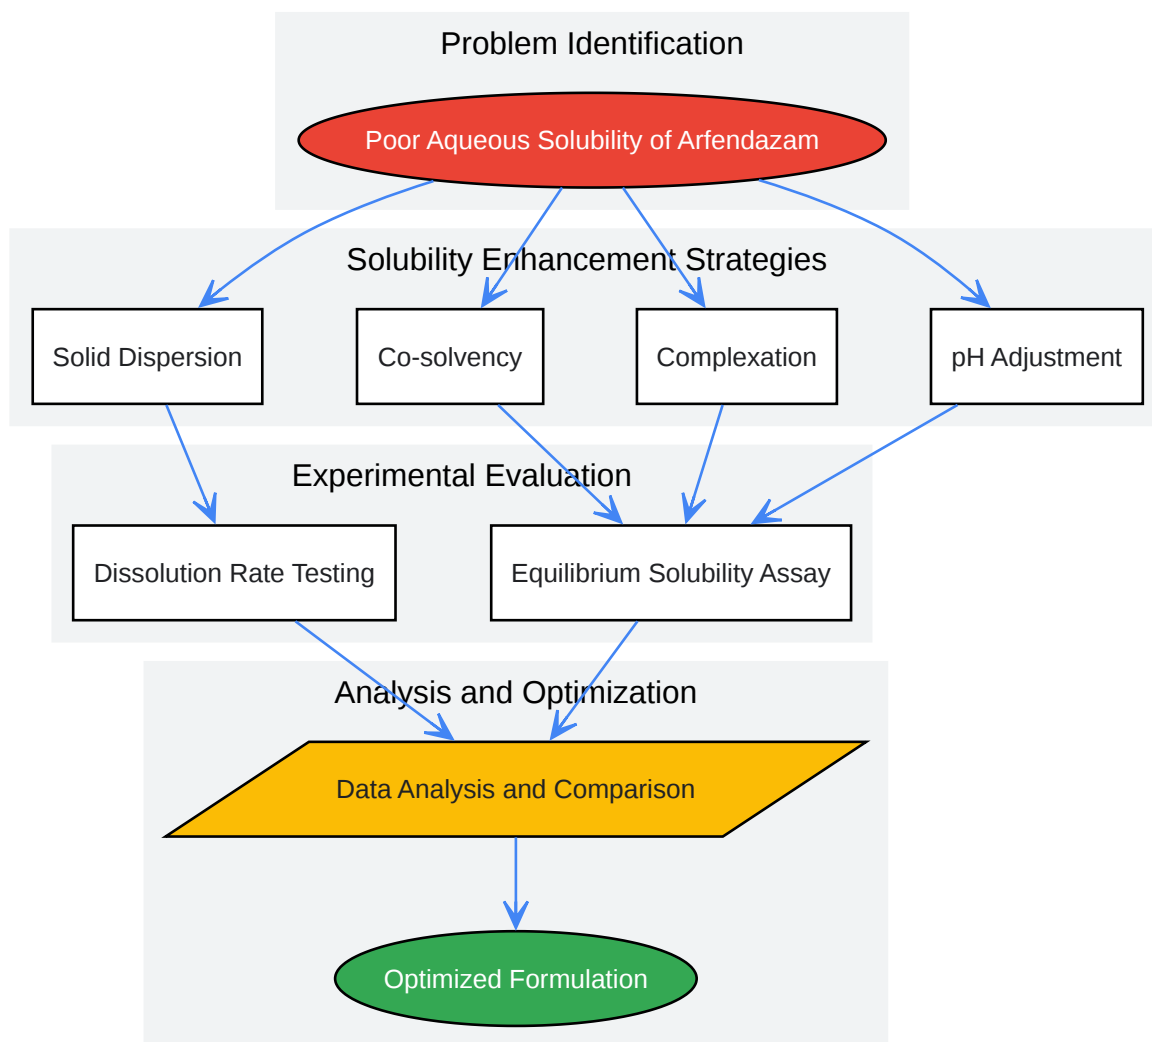 Problem Identification
Poor Aqueous Solubility of Arfendazam
Solubility Enhancement Strategies
Solid Dispersion
Co-solvency
Complexation
pH Adjustment
Experimental Evaluation
Dissolution Rate Testing
Equilibrium Solubility Assay
Analysis and Optimization
Data Analysis and Comparison
Optimized Formulation